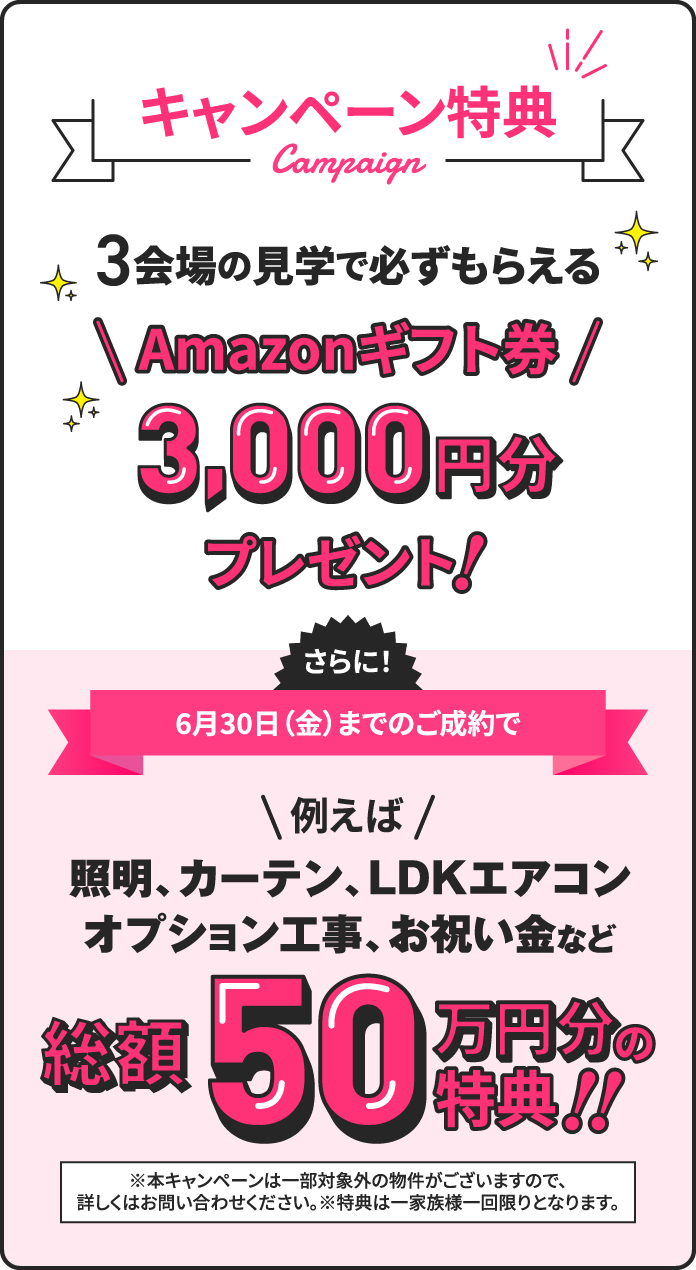 キャンペーン特典
Campaign
3会場の見学で必ずもらえる
Amazonギフト券
3,000円分
プレゼント!
さらに!
6月30日(金)までのご成約で
例えば
照明、カーテン、LDKエアコン
オプション工事、お祝い金など
総額50万円分の
特典!!
※本キャンペーンは一部対象外の物件がございますので、
詳しくはお問い合わせください。※特典は一家族様一回限りとなります。